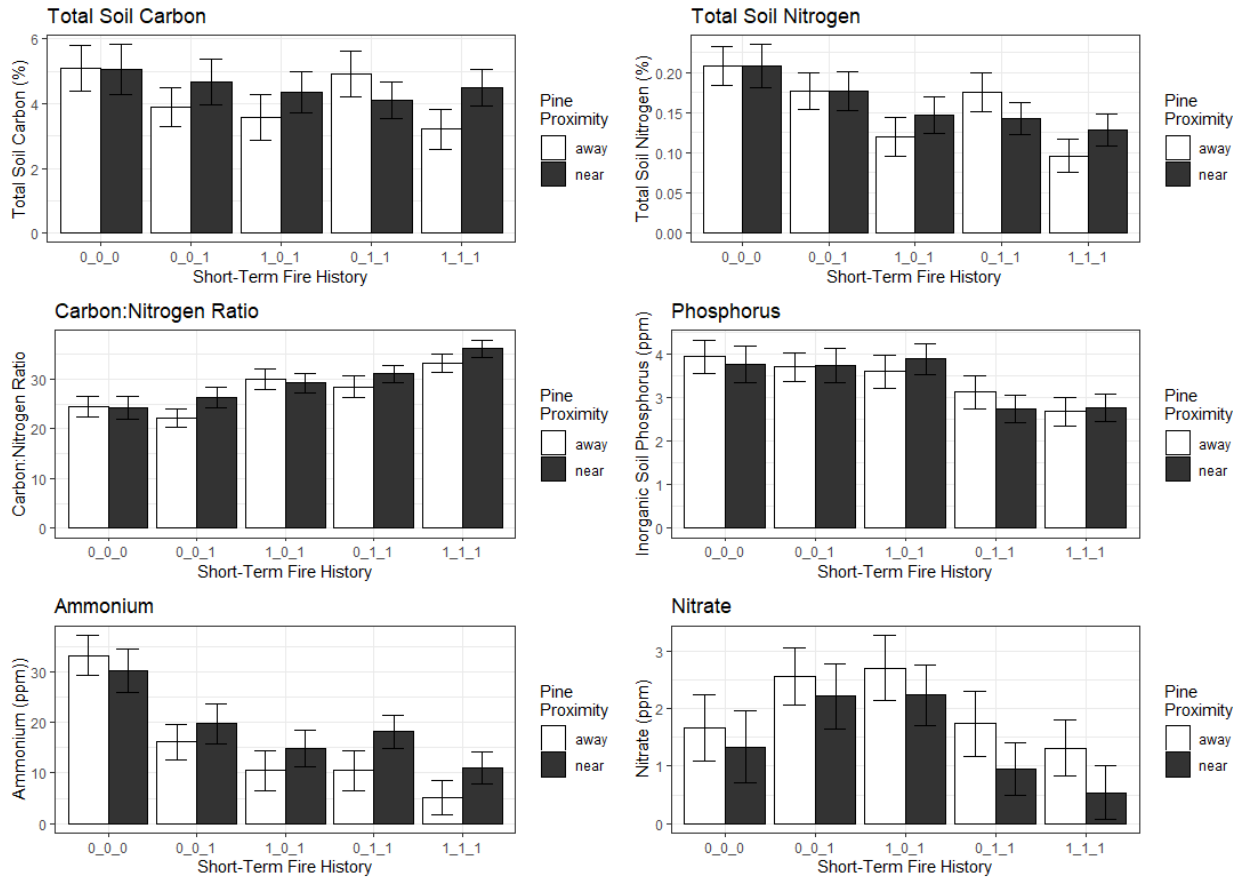 Total Soil Carbon
Total Soil Carbon (%)
6
4
2
0
0_0_0 0_0_1 1_0_1 0_1_1 1_1_1
Short-Term Fire History
Pine
Proximity
away
near
Total Soil Nitrogen
Total Soil Nitrogen (%)
0.20
0.15
0.10
0.05
0.00
0_0_0 0_0_1 1_0_1 0_1_1 1_1_1
Short-Term Fire History
Pine
Proximity
away
near
Carbon:Nitrogen Ratio
Carbon:Nitrogen Ratio
30
20
10
0
0_0_0 0_0_1 1_0_1 0_1_1 1_1_1
Short-Term Fire History
Pine
Proximity
away
near
Phosphorus
Inorganic Soil Phosphorus (ppm)
4
3
2
1
0
0_0_0 0_0_1 1_0_1 0_1_1 1_1_1
Short-Term Fire History
Pine
Proximity
away
near
Ammonium
Ammonium (ppm))
30
20
10
0
0_0_0 0_0_1 1_0_1 0_1_1 1_1_1
Short-Term Fire History
Pine
Proximity
away
near
Nitrate
Nitrate (ppm)
3
2
1
0
0_0_0 0_0_1 1_0_1 0_1_1 1_1_1
Short-Term Fire History
Pine
Proximity
away
near